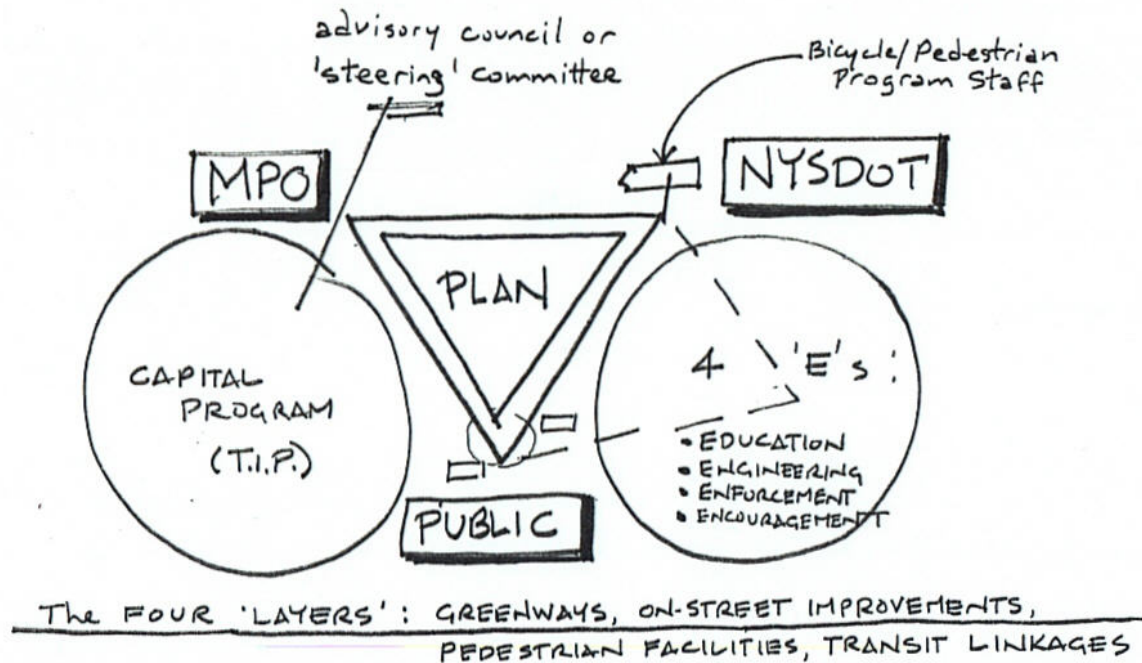 advisory council or
'steering' committee
Bicycle/Pedestrian
Program Staff
MPO
NYSDOT
PLAN
CAPITAL
PROGRAM
(T.I.P.)
4 'E's :
• EDUCATION
• ENGINEERING
• ENFORCEMENT
• ENCOURAGEMENT
PUBLIC
The FOUR 'LAYERS' : GREENWAYS, ON-STREET IMPROVEMENTS,
PEDESTRIAN FACILITIES, TRANSIT LINKAGES